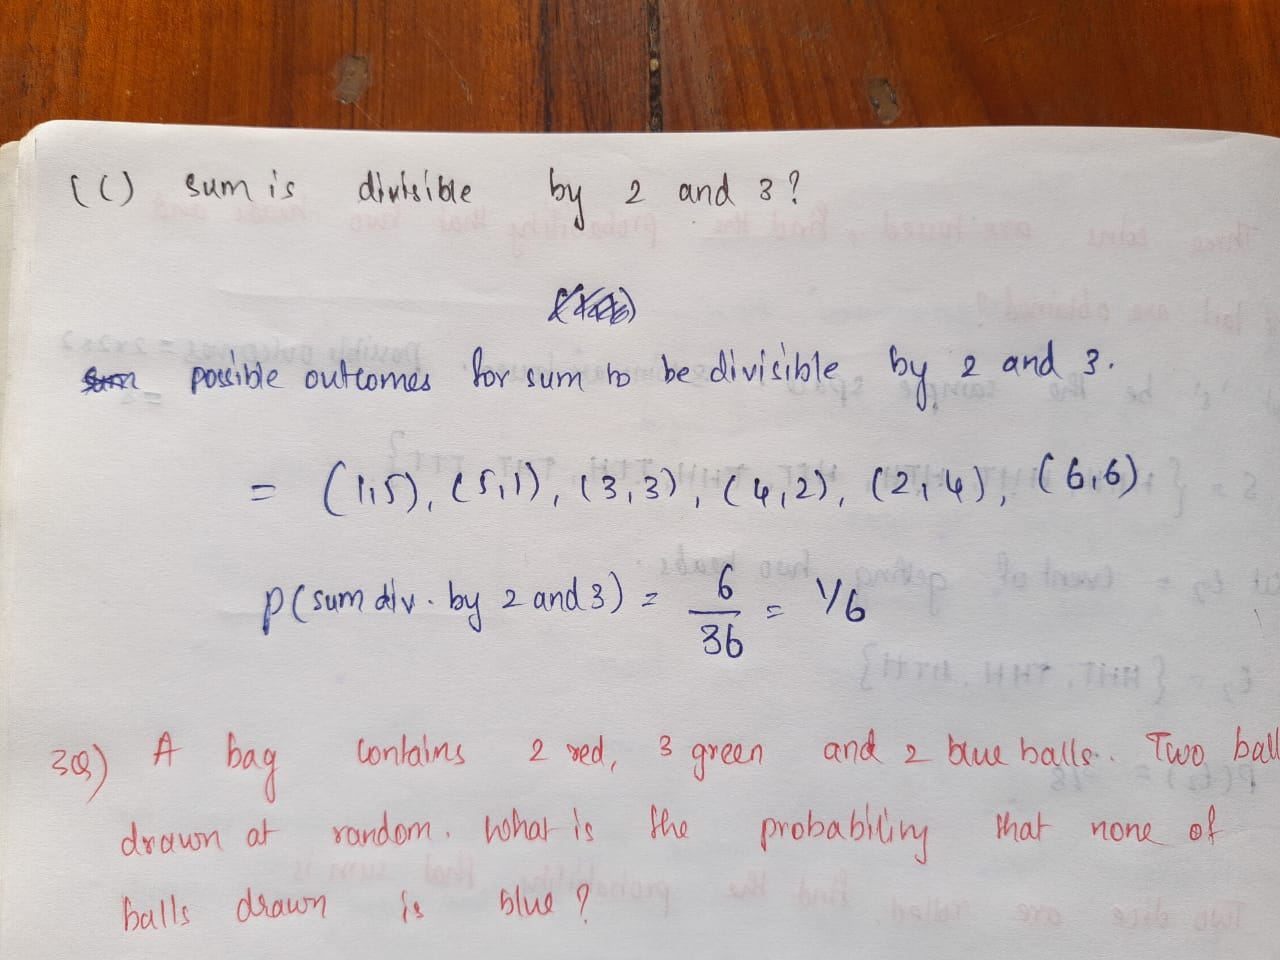 (C) sum is divisible by 2 and 3?
possible outcomes for sum to be divisible by 2 and 3.
= (1,5), (5,1), (3,3), (4,2), (2,4), (6,6)
P(sum div. by 2 and 3) = 6/36 = 1/6
3Q) A bag contains 2 red, 3 green and 2 blue balls. Two ball
drawn at random. What is the probability that none of
balls drawn is blue?